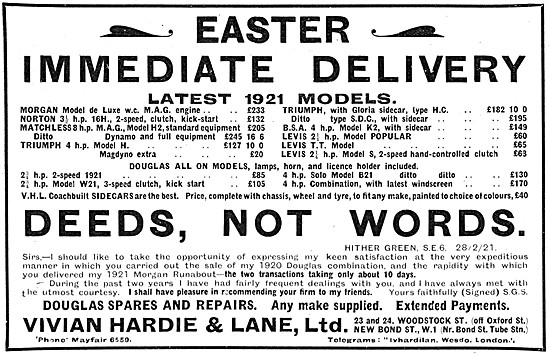 EASTER
IMMEDIATE DELIVERY
LATEST 1921 MODELS.
MORGAN Model de Luxe w.c. M.A.G. engine .. .. £233
NORTON 3½ hp. 16H., 2-speed, clutch, kick-start .. £132
MATCHLESS 8 hp. M.A.G., Model H2, standard equipment £205
Ditto Dynamo and full equipment £245 16 6
TRIUMPH 4 hp. Model H. .. .. £127 10 0
Magdyno extra .. .. .. £20
TRIUMPH, with Gloria sidecar, type H.C. .. £182 10 0
Ditto type S.D.C., with sidecar .. .. £195
B.S.A. 4 hp. Model K2, with sidecar .. .. £149
LEVIS 2¼ h.p. Model POPULAR .. .. £60
LEVIS T.T. Model .. .. .. £65
LEVIS 2¼ h.p. Model S, 2-speed hand-controlled clutch £63
DOUGLAS ALL ON MODELS, lamps, horn, and licence holder included.
2¾ h.p. 2-speed 1921 .. .. .. £85
2¾ h.p. Model W21, 3-speed clutch, kick start .. £105
4 h.p. Solo Model B21 ditto ditto .. £130
4 h.p. Combination, with latest windscreen .. £170
V.H.L. Coachbuilt SIDECARS are the best. Price, complete with chassis, wheel and tyre, to fit any make, painted to choice of colours, £40
DEEDS, NOT WORDS.
HITHER GREEN, S.E.6. 28/2/21.
Sirs,—I should like to take the opportunity of expressing my keen satisfaction at the very expeditious
manner in which you carried out the sale of my 1920 Douglas combination, and the rapidity with which
you delivered my 1921 Morgan Runabout—the two transactions taking only about 10 days.
During the past two years I have had fairly frequent dealings with you, and I have always met with
the utmost courtesy. I shall have pleasure in recommending your firm to my friends. Yours faithfully (Signed) S.G.S.
DOUGLAS SPARES AND REPAIRS. Any make supplied. Extended Payments.
VIVIAN HARDIE & LANE, Ltd. 23 and 24, WOODSTOCK ST. (off Oxford St.)
NEW BOND ST., W.1 (Nr. Bond St. Tube Stn.)
'Phone Mayfair 6559. Telegrams: "Ivhardilan, Wesdo, London."